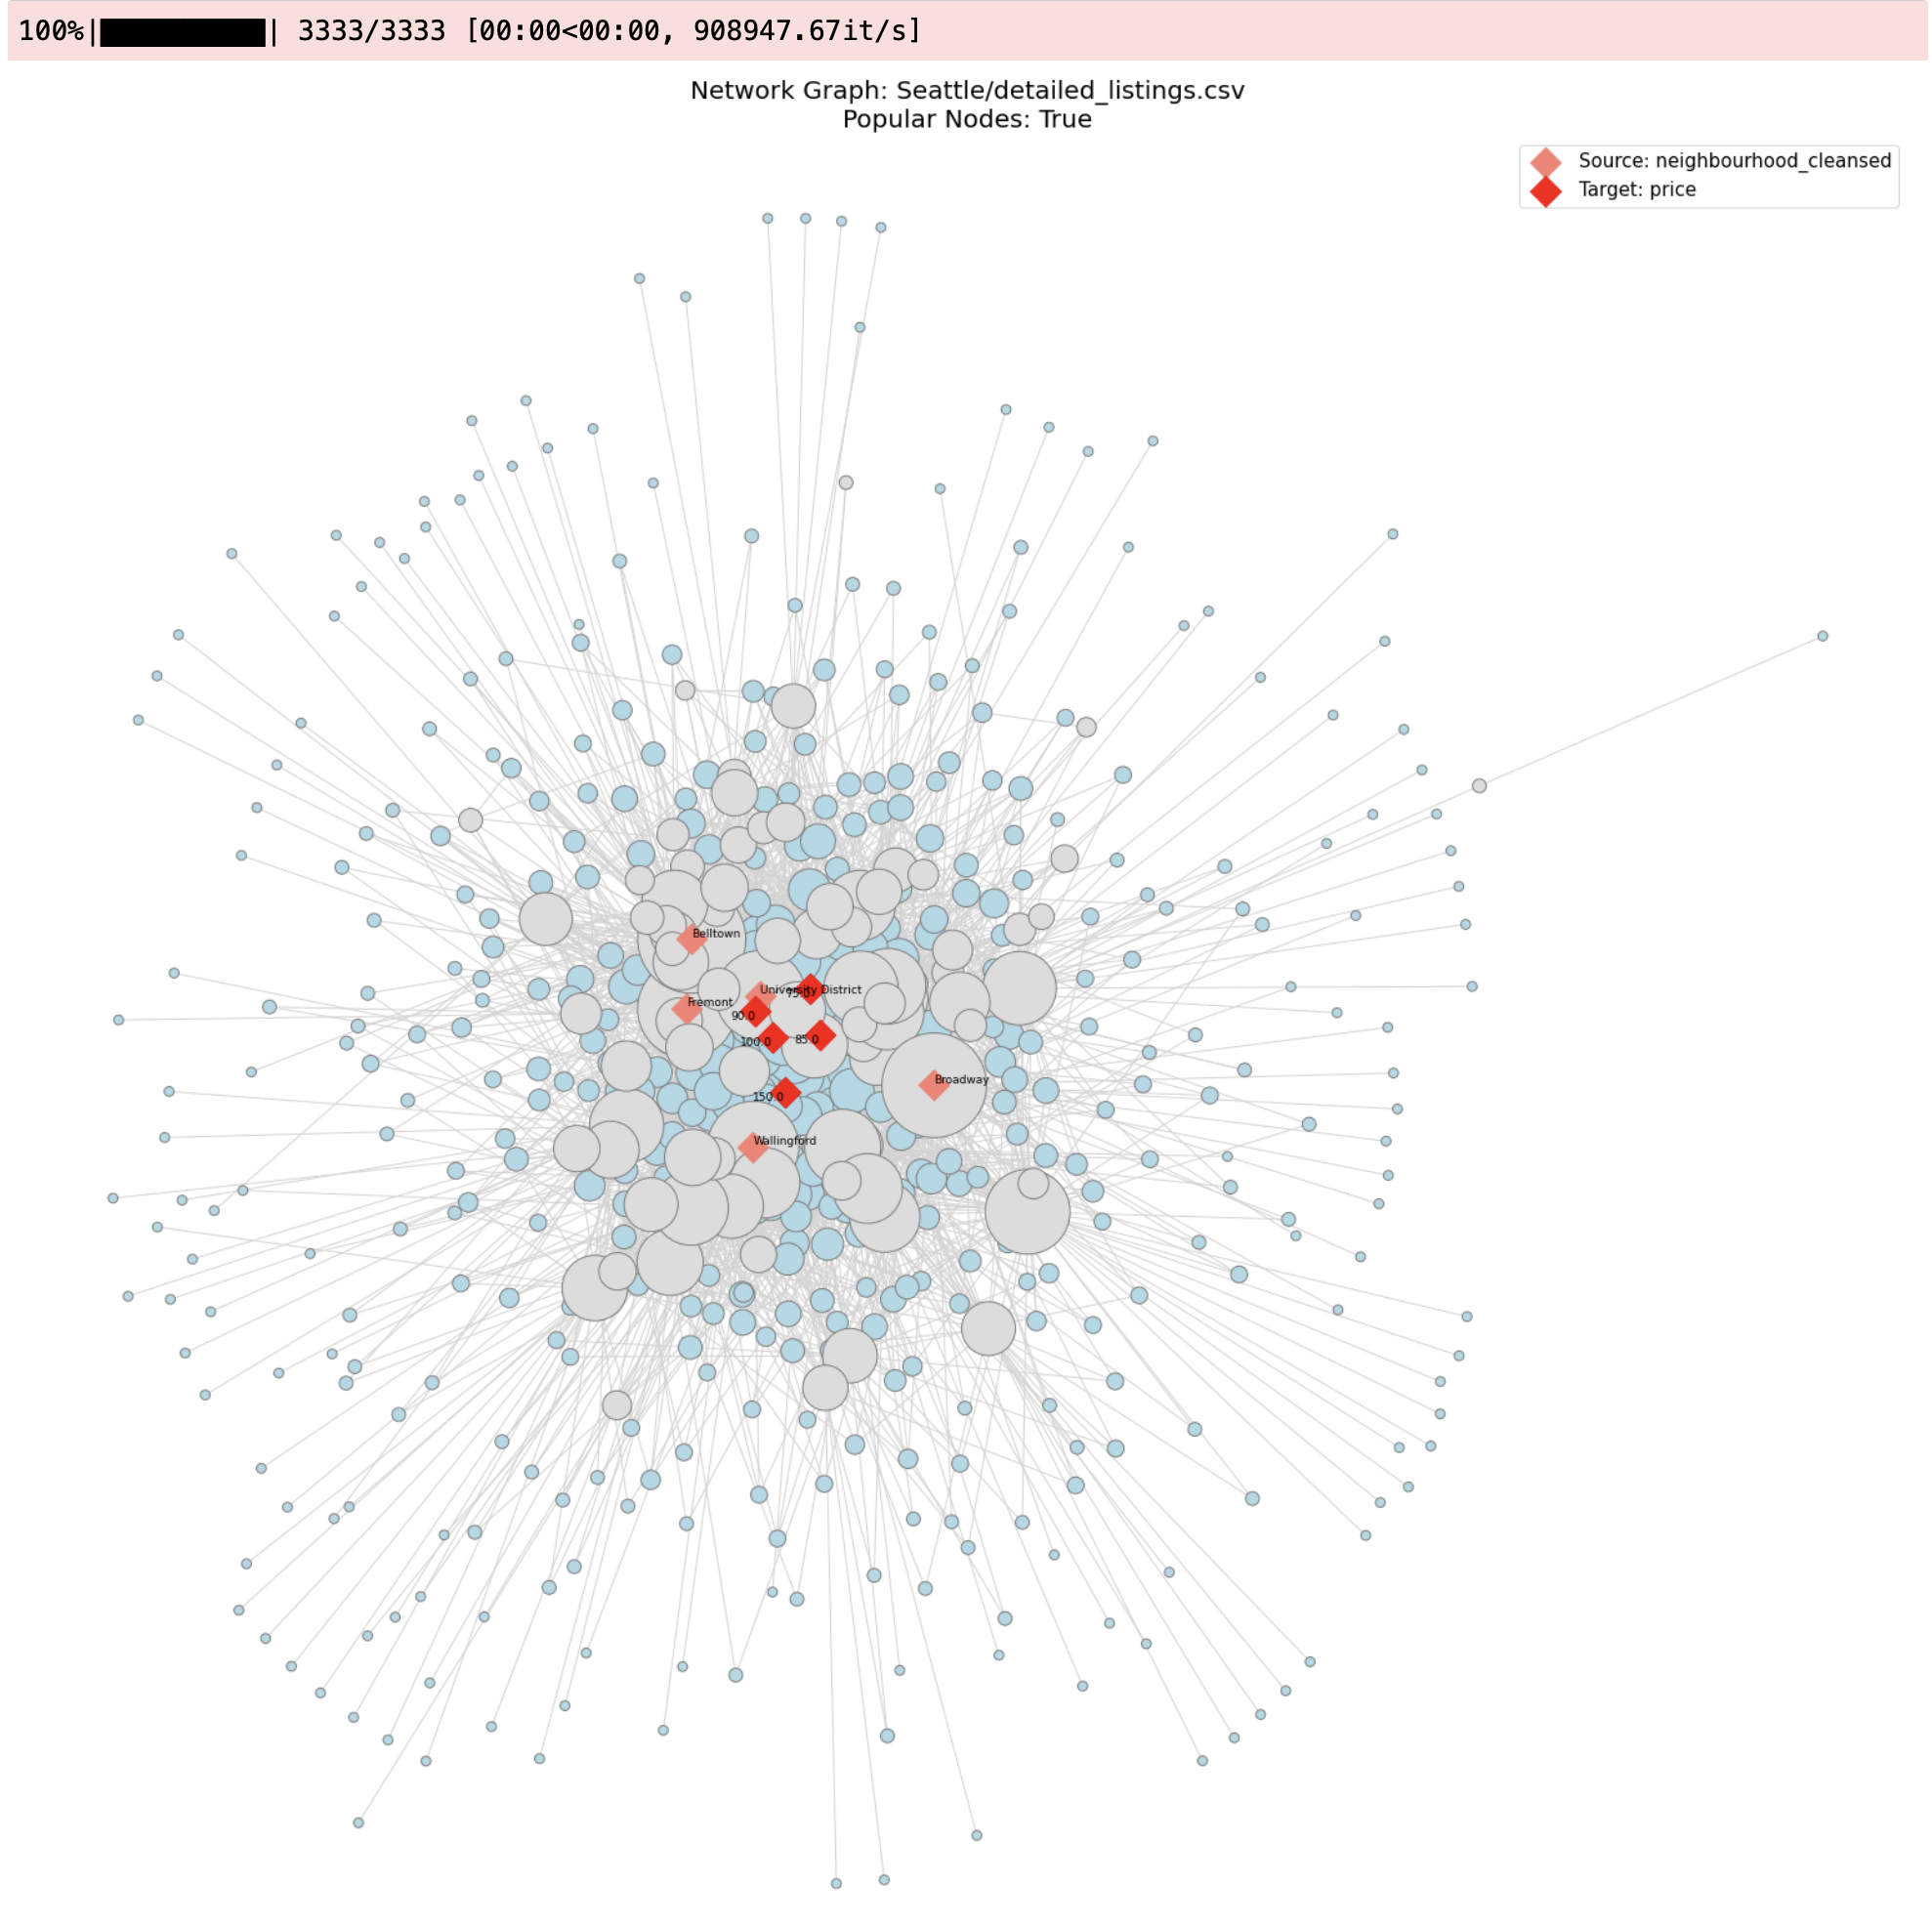 100%|██████████| 3333/3333 [00:00<00:00, 908947.67it/s]
Network Graph: Seattle/detailed_listings.csv
Popular Nodes: True
Source: neighbourhood_cleansed
Target: price
Belltown
University District
75.0
Fremont
90.0
100.0
85.0
Broadway
150.0
Wallingford